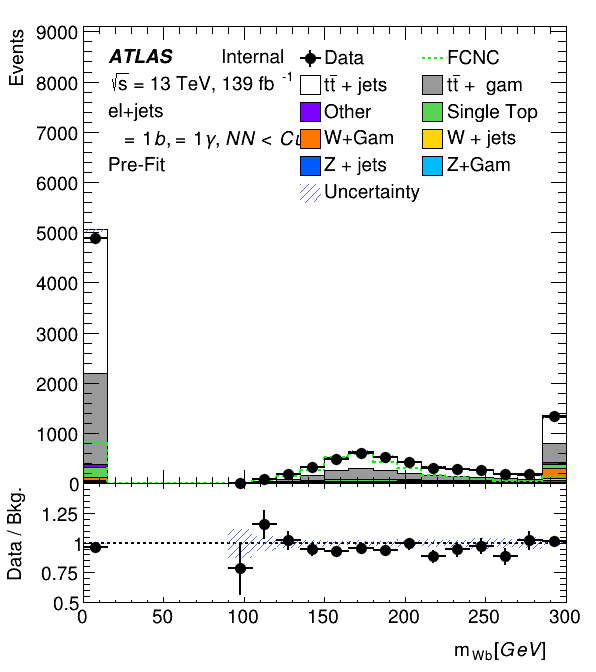 Events
9000
8000
7000
6000
5000
4000
3000
2000
1000
0
ATLAS Internal
√s = 13 TeV, 139 fb⁻¹
el+jets
= 1b, = 1γ, NN < Cu
Pre-Fit
Data
FCNC
tt̄ + jets
tt̄ + gam
Other
Single Top
W+Gam
W + jets
Z + jets
Z+Gam
Uncertainty
Data / Bkg.
1.25
1
0.75
0.5
0 50 100 150 200 250 300
m_Wb[GeV]